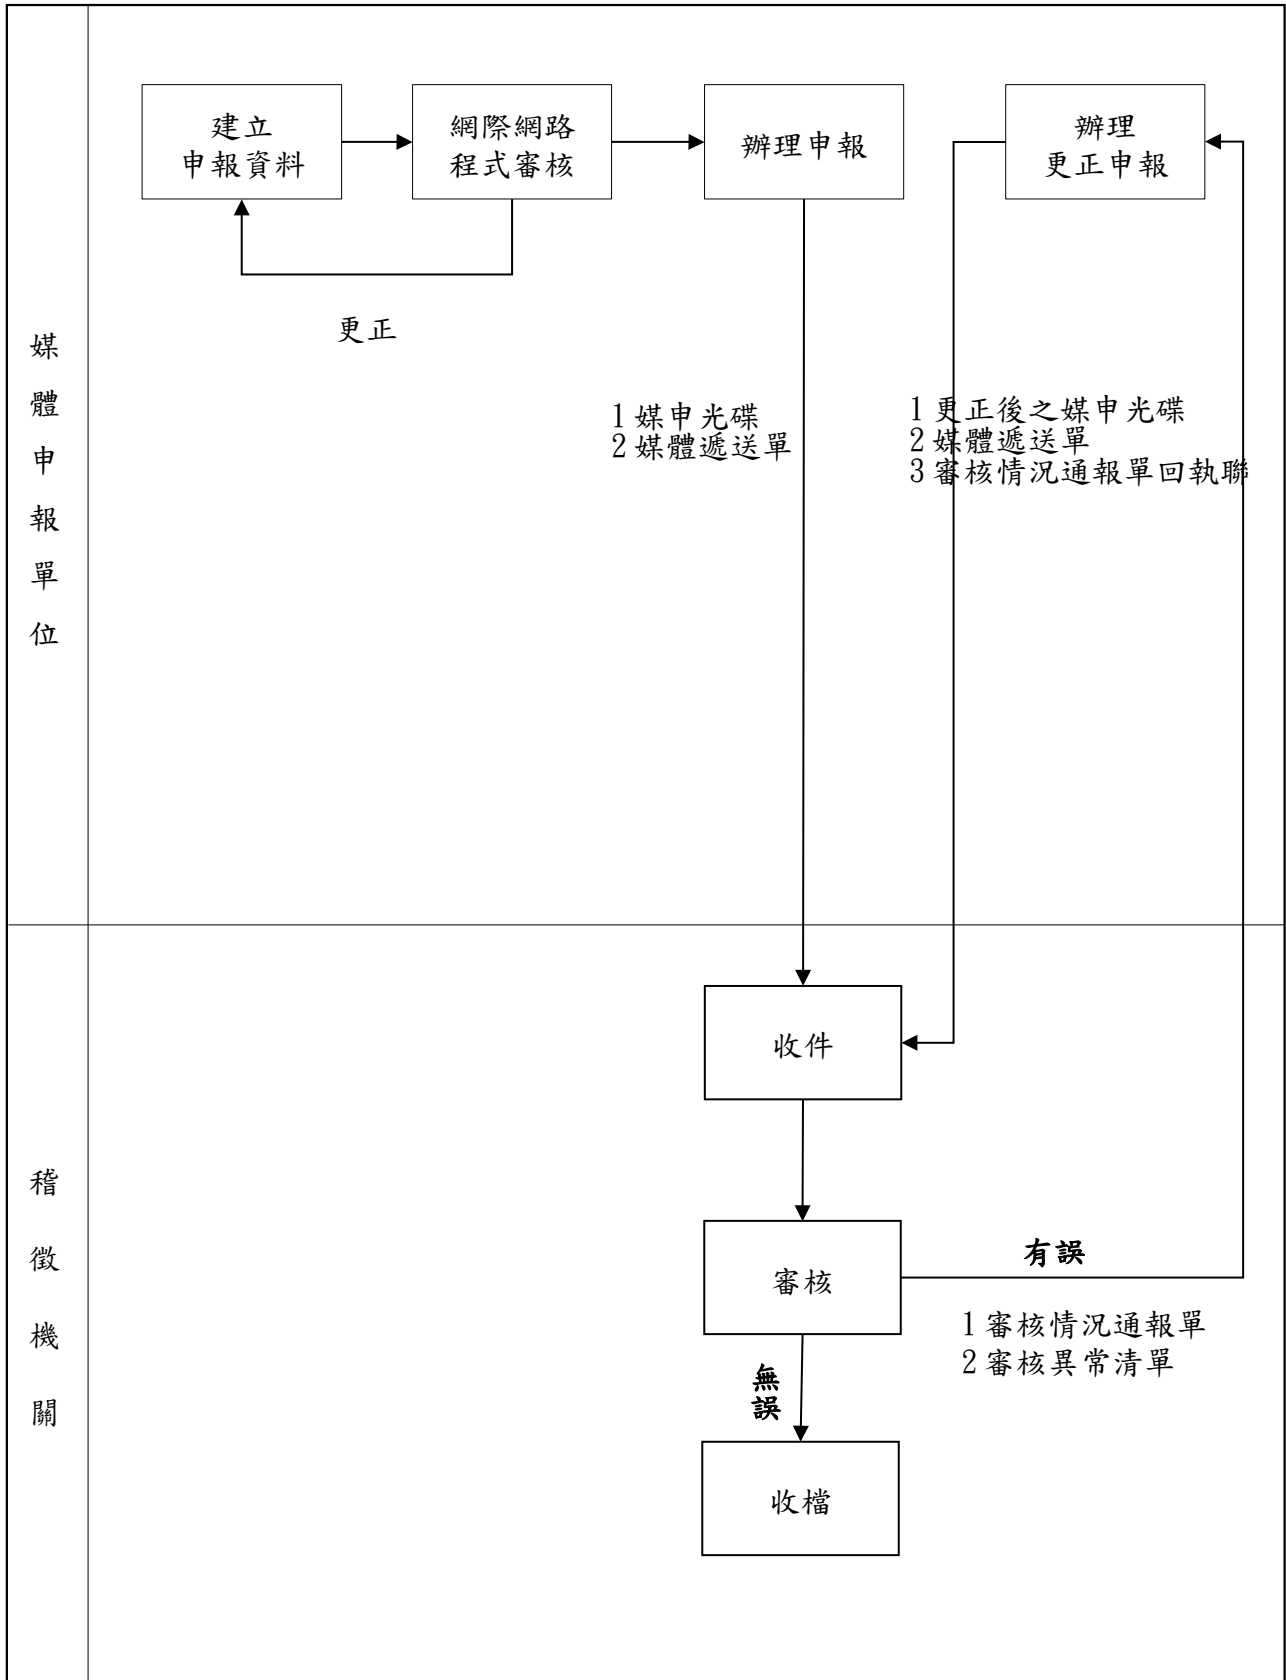 建立
申報資料
網際網路
程式審核
辦理申報
辦理
更正申報
更正
1 媒申光碟
2 媒體遞送單
1 更正後之媒申光碟
2 媒體遞送單
3 審核情況通報單回執聯
媒體申報單位
收件
審核
有誤
1 審核情況通報單
2 審核異常清單
無誤
收檔
稽徵機關